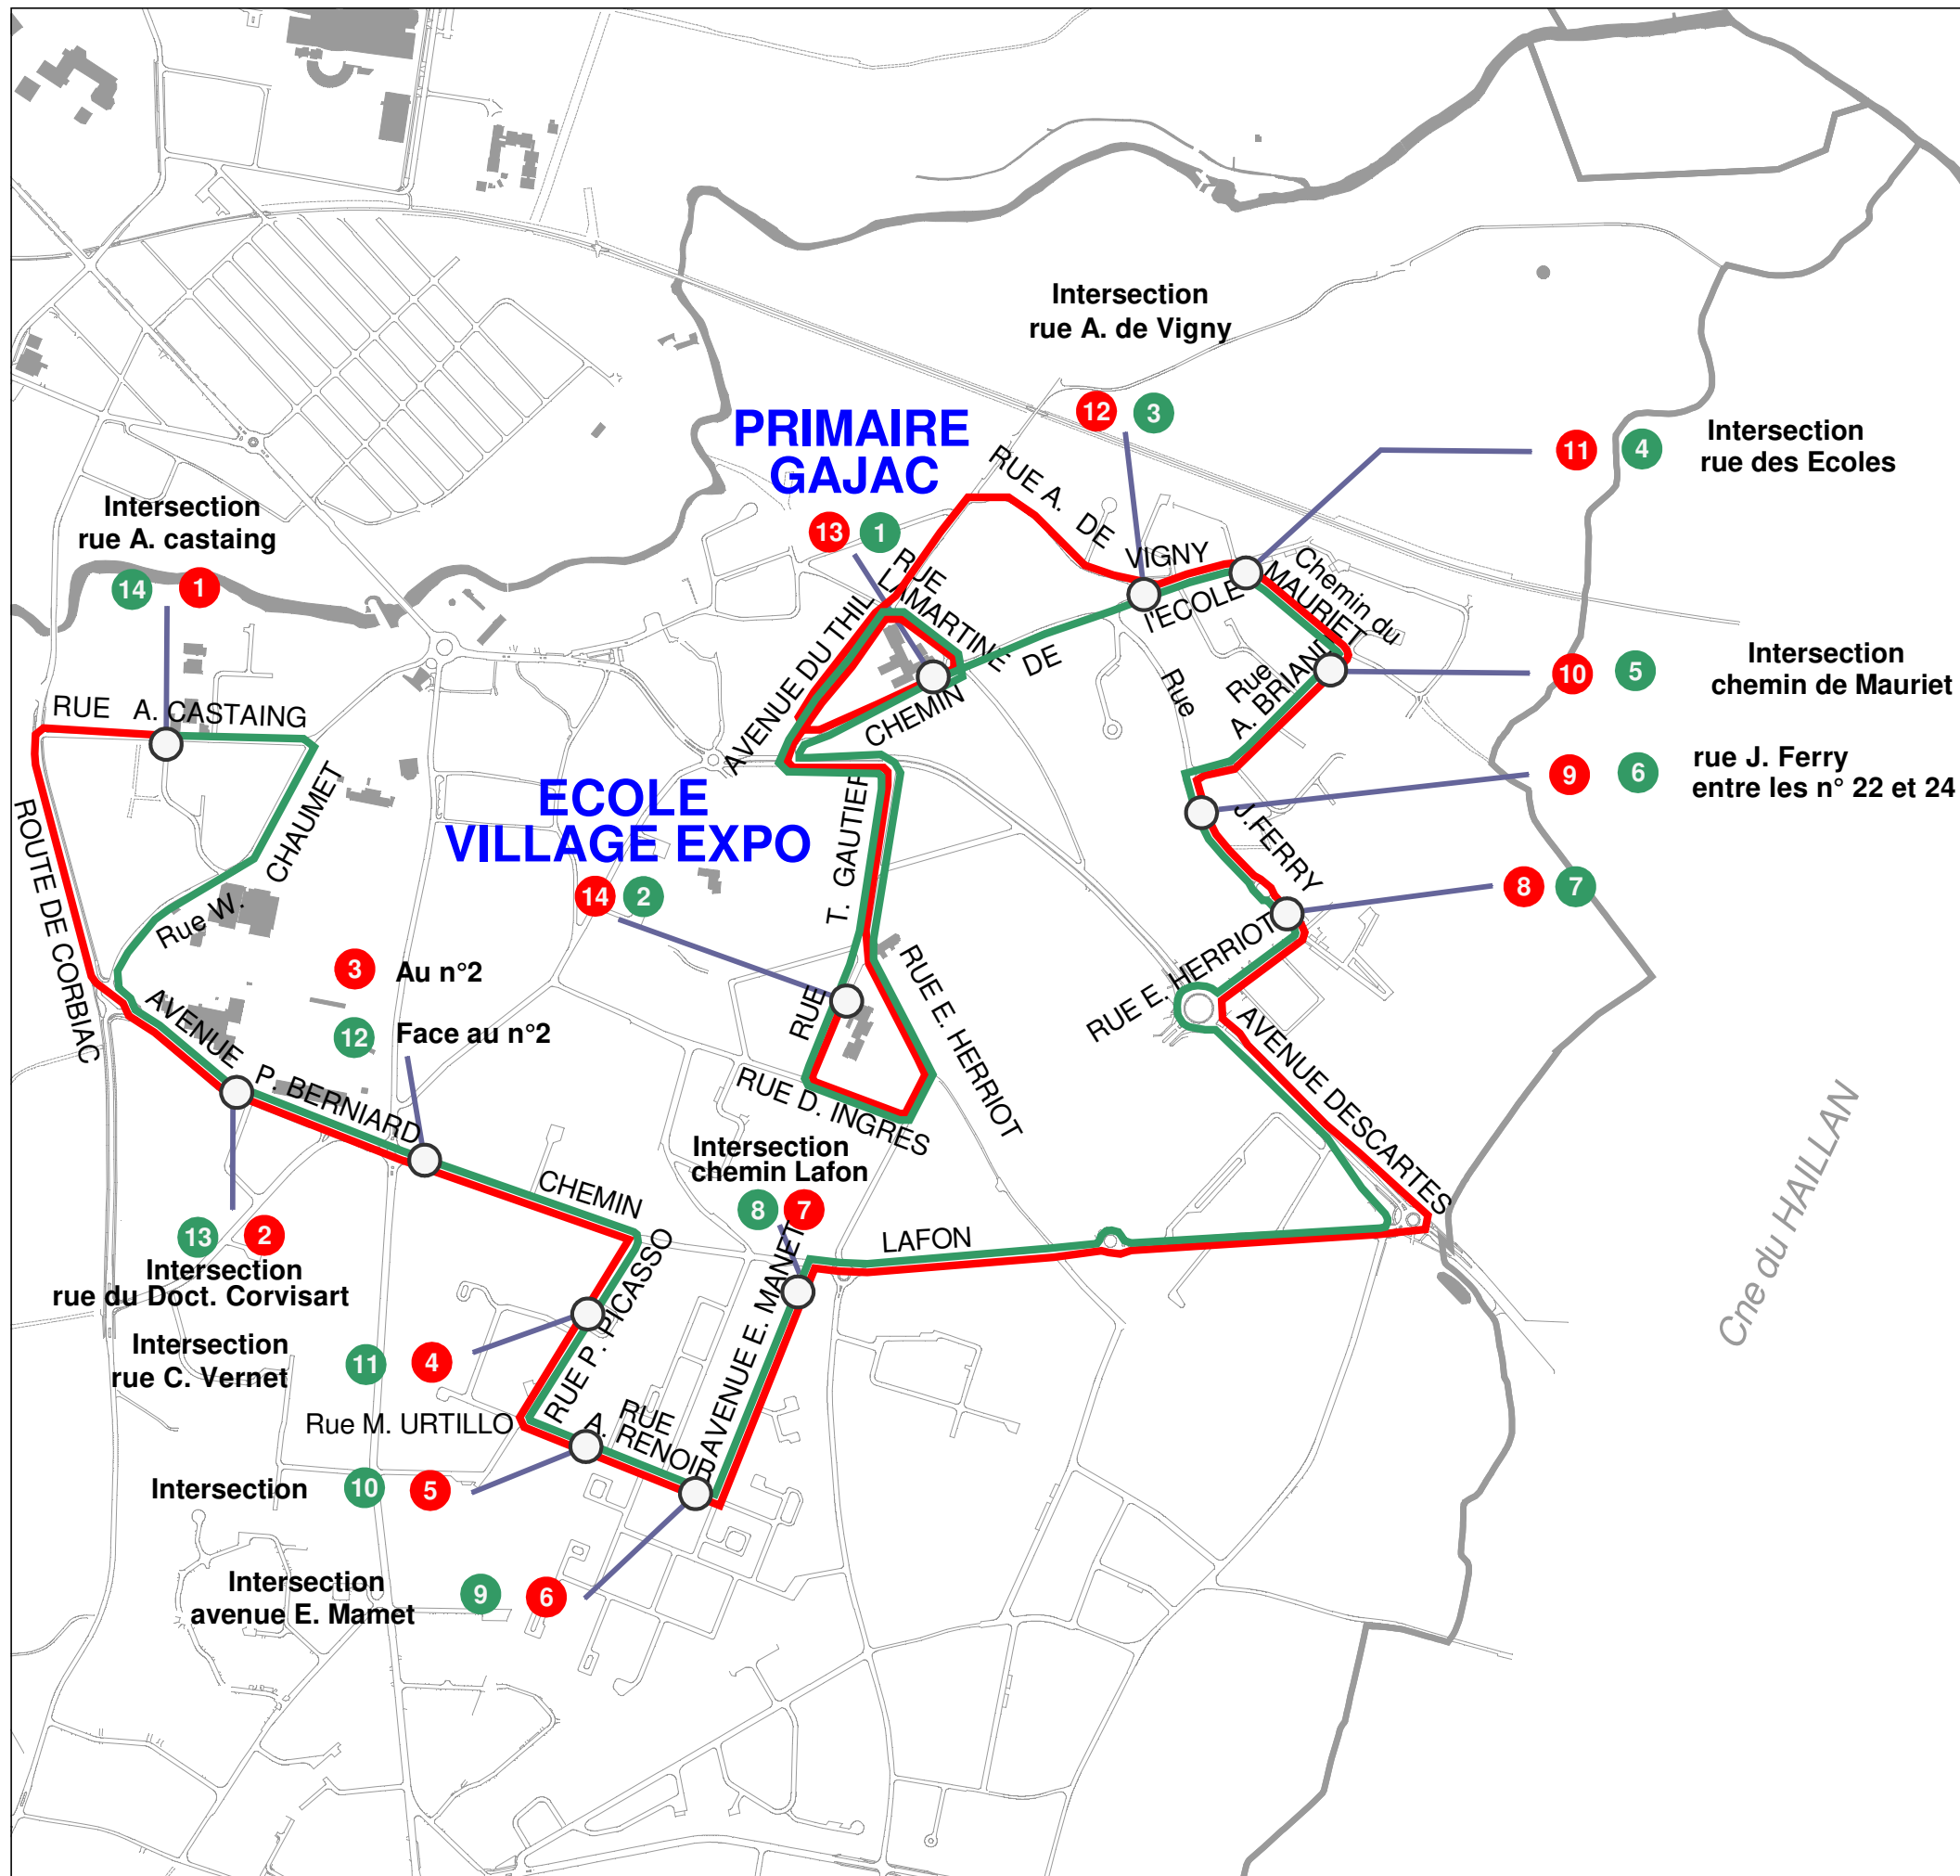 Intersection
rue A. de Vigny
12 3
PRIMAIRE
GAJAC
13 1
11 4
Intersection
rue des Ecoles
Intersection
rue A. castaing
14 1
RUE A. DE VIGNY
RUE LAMARTINE
AVENUE DU THIL
CHEMIN DE l'ECOLE
Chemin du
MAURIET
Rue
A. BRIAND
10 5
Intersection
chemin de Mauriet
RUE A. CASTAING
ROUTE DE CORBIAC
Rue W. CHAUMET
ECOLE
VILLAGE EXPO
14 2
RUE T. GAUTIER
Rue J.FERRY
9 6
rue J. Ferry
entre les n° 22 et 24
8 7
RUE E. HERRIOT
RUE E. HERRIOT
RUE D. INGRES
AVENUE DESCARTES
Cne du HAILLAN
3 Au n°2
12 Face au n°2
AVENUE P. BERNIARD
CHEMIN LAFON
Intersection
chemin Lafon
8 7
13 2
Intersection
rue du Doct. Corvisart
Intersection
rue C. Vernet
11 4
RUE P. PICASSO
AVENUE E. MANET
Rue M. URTILLO
RUE
A. RENOIR
Intersection
10 5
Intersection
avenue E. Mamet
9 6